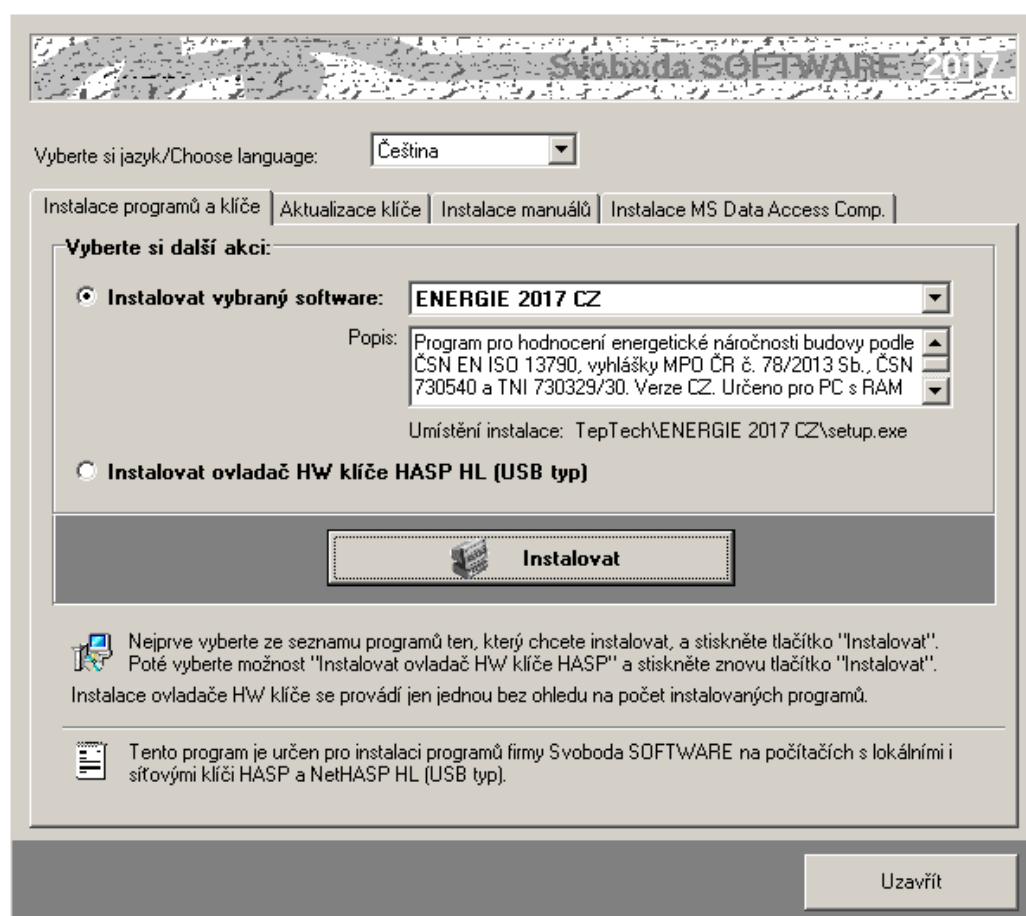 Svoboda SOFTWARE 2017
Vyberte si jazyk/Choose language:
Čeština
Instalace programů a klíče
Aktualizace klíče
Instalace manuálů
Instalace MS Data Access Comp.
Vyberte si další akci:
Instalovat vybraný software:
ENERGIE 2017 CZ
Popis:
Program pro hodnocení energetické náročnosti budovy podle
ČSN EN ISO 13790, vyhlášky MPO ČR č. 78/2013 Sb., ČSN
730540 a TNI 730329/30. Verze CZ. Určeno pro PC s RAM
Umístění instalace: TepTech\ENERGIE 2017 CZ\setup.exe
Instalovat ovladač HW klíče HASP HL (USB typ)
Instalovat
Nejprve vyberte ze seznamu programů ten, který chcete instalovat, a stiskněte tlačítko "Instalovat".
Poté vyberte možnost "Instalovat ovladač HW klíče HASP" a stiskněte znovu tlačítko "Instalovat".
Instalace ovladače HW klíče se provádí jen jednou bez ohledu na počet instalovaných programů.
Tento program je určen pro instalaci programů firmy Svoboda SOFTWARE na počítačích s lokálními i
síťovými klíči HASP a NetHASP HL (USB typ).
Uzavřít